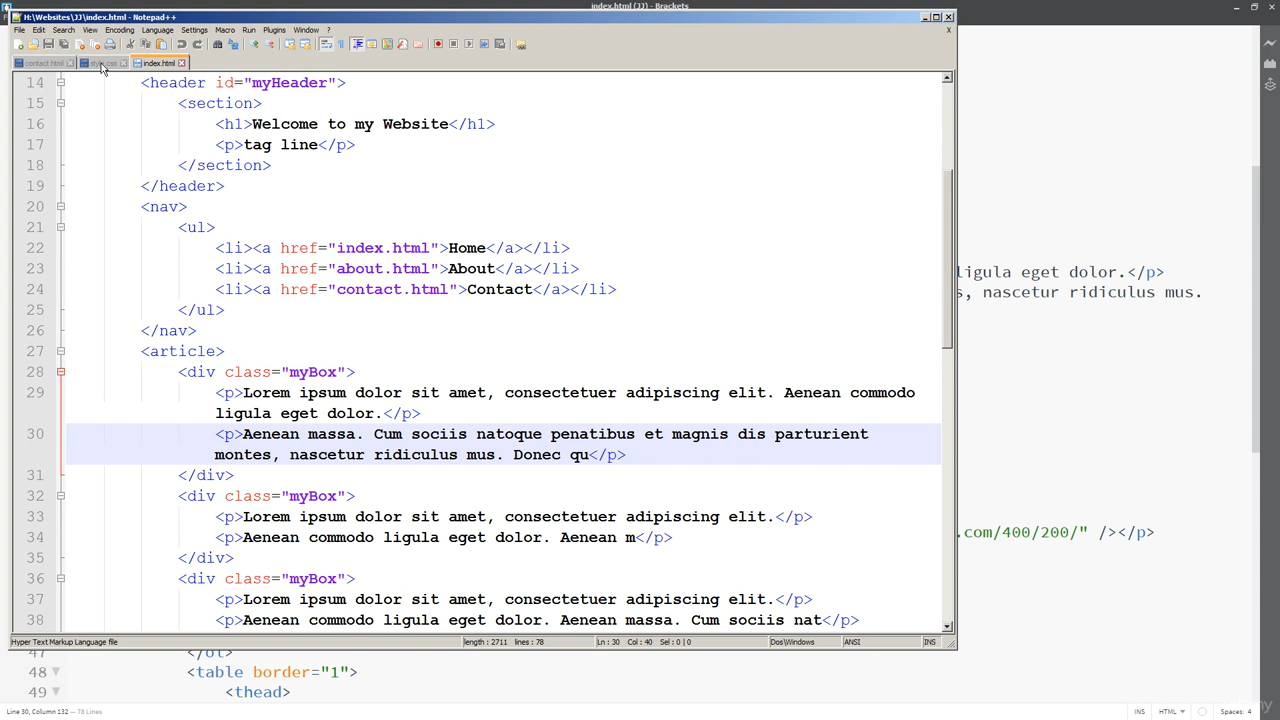 index.html (JJ) - Brackets
H:\Websites\JJ\index.html - Notepad++
File Edit Search View Encoding Language Settings Macro Run Plugins Window ? X
contact.html style.css index.html
14 <header id="myHeader">
15 <section>
16 <h1>Welcome to my Website</h1>
17 <p>tag line</p>
18 </section>
19 </header>
20 <nav>
21 <ul>
22 <li><a href="index.html">Home</a></li>
23 <li><a href="about.html">About</a></li>
24 <li><a href="contact.html">Contact</a></li>
25 </ul>
26 </nav>
27 <article>
28 <div class="myBox">
29 <p>Lorem ipsum dolor sit amet, consectetuer adipiscing elit. Aenean commodo
ligula eget dolor.</p>
30 <p>Aenean massa. Cum sociis natoque penatibus et magnis dis parturient
montes, nascetur ridiculus mus. Donec qu</p>
31 </div>
32 <div class="myBox">
33 <p>Lorem ipsum dolor sit amet, consectetuer adipiscing elit.</p>
34 <p>Aenean commodo ligula eget dolor. Aenean m</p>
35 </div>
36 <div class="myBox">
37 <p>Lorem ipsum dolor sit amet, consectetuer adipiscing elit.</p>
38 <p>Aenean commodo ligula eget dolor. Aenean massa. Cum sociis nat</p>
Hyper Text Markup Language file length : 2711 lines : 78 Ln : 30 Col : 40 Sel : 0 | 0 Dos\Windows ANSI INS
ligula eget dolor.</p>
s, nascetur ridiculus mus.
.com/400/200/" /></p>
47 </ol>
48 <table border="1">
49 <thead>
Line 30, Column 132 — 78 Lines INS HTML Spaces: 4